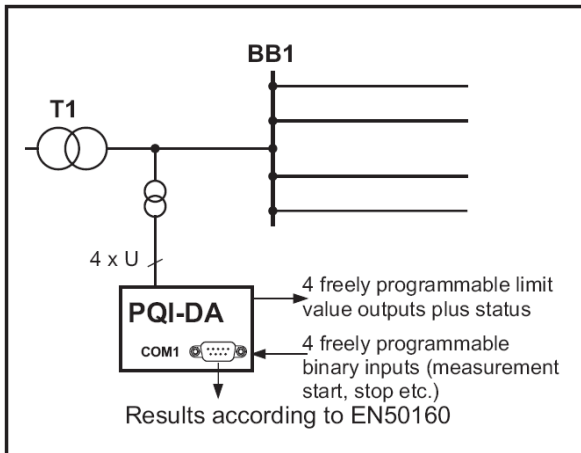 BB1
T1
4 x U
PQI-DA
COM1
4 freely programmable limit
value outputs plus status
4 freely programmable
binary inputs (measurement
start, stop etc.)
Results according to EN50160